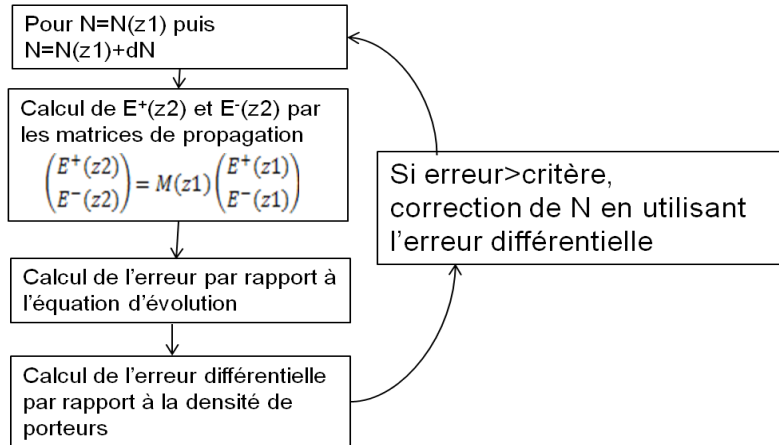 Pour N=N(z1) puis
N=N(z1)+dN
Calcul de E⁺(z2) et E⁻(z2) par
les matrices de propagation
(E⁺(z2)) = M(z1) (E⁺(z1))
(E⁻(z2)) (E⁻(z1))
Calcul de l'erreur par rapport à
l'équation d'évolution
Calcul de l'erreur différentielle
par rapport à la densité de
porteurs
Si erreur>critère,
correction de N en utilisant
l'erreur différentielle